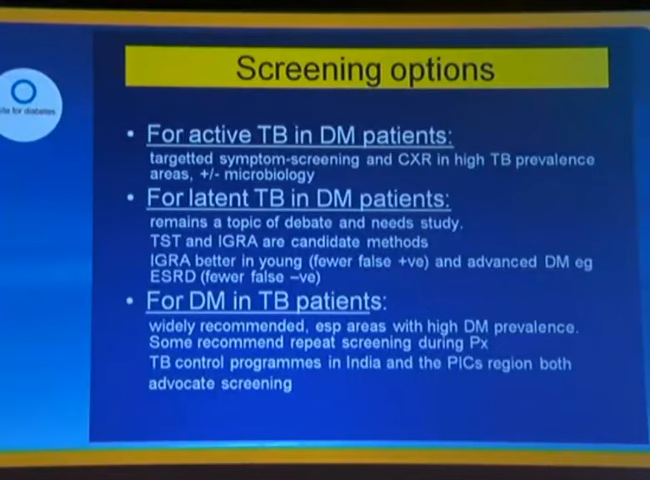 Screening options
ite for diabetes
• For active TB in DM patients:
targetted symptom-screening and CXR in high TB prevalence
areas, +/- microbiology
• For latent TB in DM patients:
remains a topic of debate and needs study.
TST and IGRA are candidate methods
IGRA better in young (fewer false +ve) and advanced DM eg
ESRD (fewer false –ve)
• For DM in TB patients:
widely recommended, esp areas with high DM prevalence.
Some recommend repeat screening during Px
TB control programmes in India and the PICs region both
advocate screening